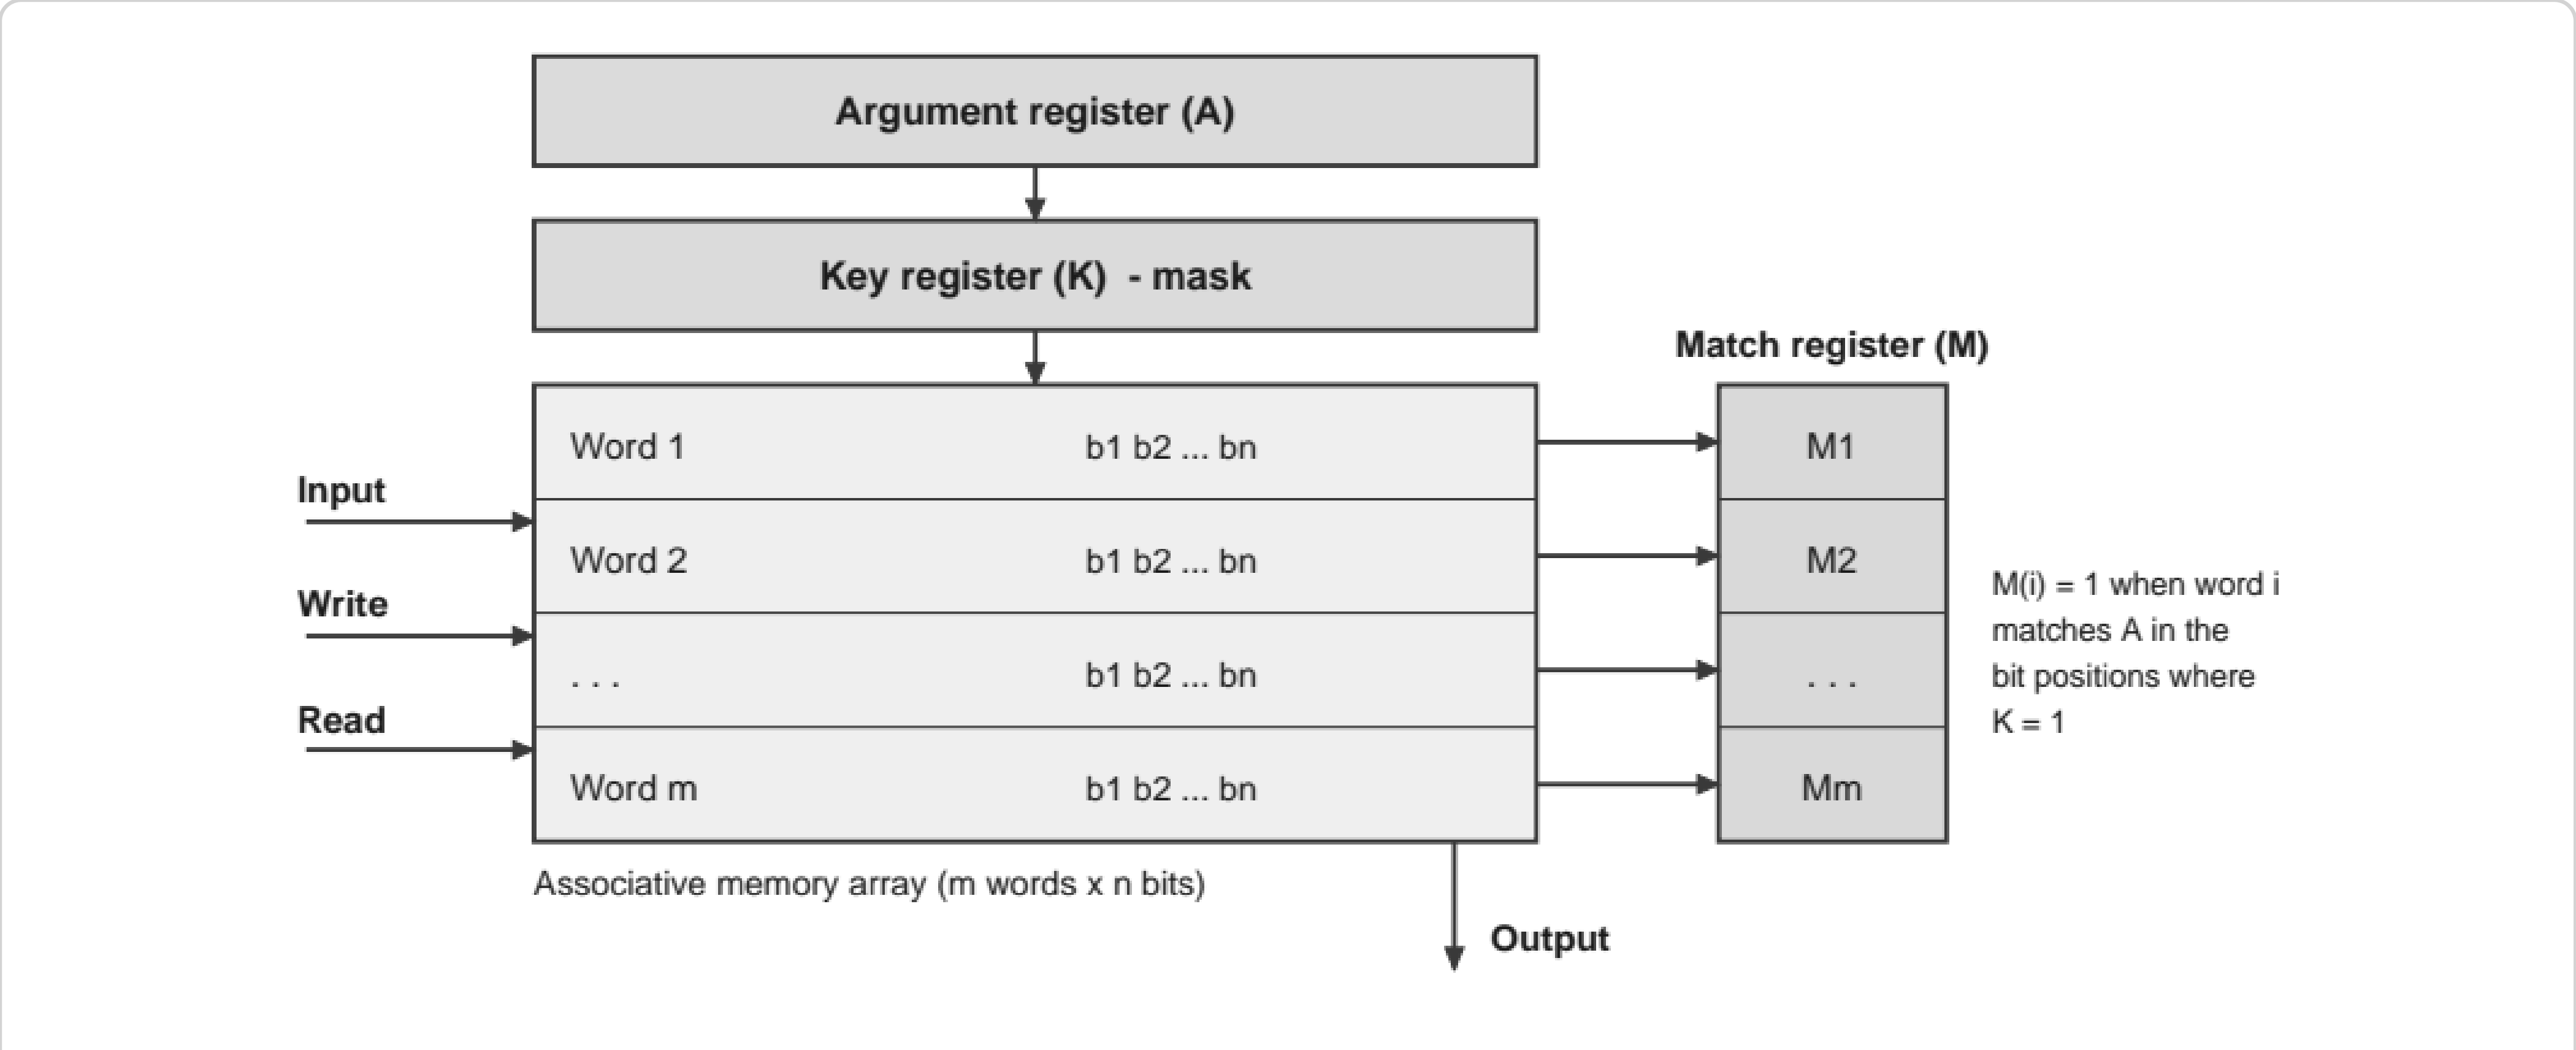 Argument register (A)
Key register (K) - mask
Match register (M)
Word 1 b1 b2 ... bn M1
Input
Word 2 b1 b2 ... bn M2
Write
. . . b1 b2 ... bn . . .
Read
Word m b1 b2 ... bn Mm
M(i) = 1 when word i
matches A in the
bit positions where
K = 1
Associative memory array (m words x n bits)
Output